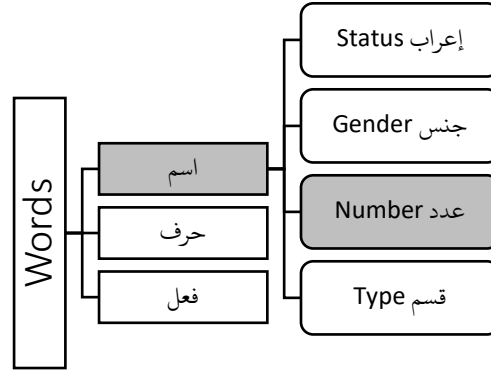 Words
اسم
حرف
فعل
إعراب Status
جنس Gender
عدد Number
قسم Type